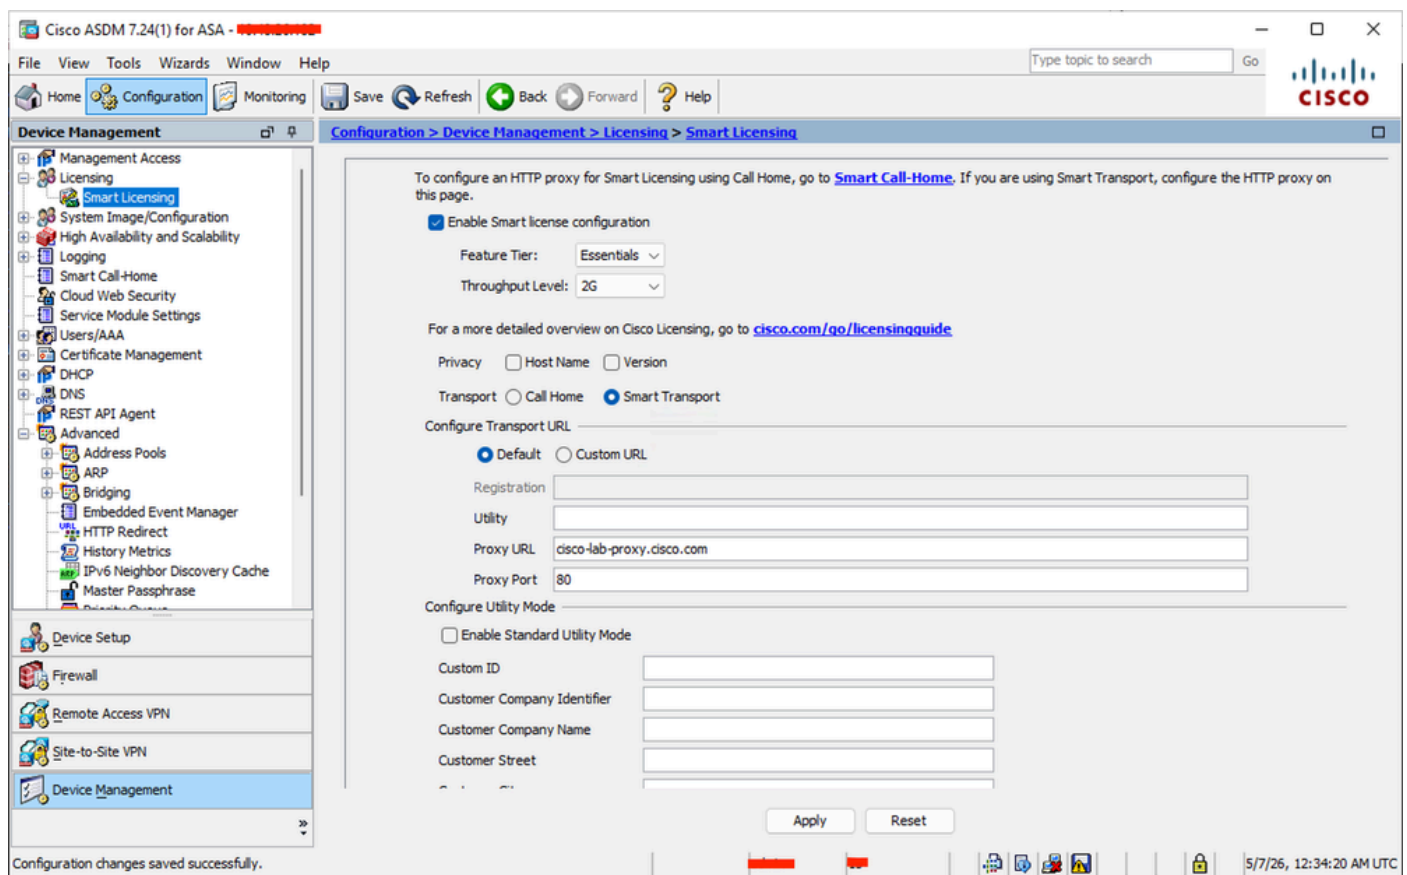 Cisco ASDM 7.24(1) for ASA -
File View Tools Wizards Window Help
Type topic to search Go
Home Configuration Monitoring Save Refresh Back Forward Help
CISCO
Device Management
Configuration > Device Management > Licensing > Smart Licensing
Management Access
Licensing
Smart Licensing
System Image/Configuration
High Availability and Scalability
Logging
Smart Call-Home
Cloud Web Security
Service Module Settings
Users/AAA
Certificate Management
DHCP
DNS
REST API Agent
Advanced
Address Pools
ARP
Bridging
Embedded Event Manager
HTTP Redirect
History Metrics
IPv6 Neighbor Discovery Cache
Master Passphrase
Device Setup
Firewall
Remote Access VPN
Site-to-Site VPN
Device Management
To configure an HTTP proxy for Smart Licensing using Call Home, go to Smart Call-Home. If you are using Smart Transport, configure the HTTP proxy on
this page.
Enable Smart license configuration
Feature Tier: Essentials
Throughput Level: 2G
For a more detailed overview on Cisco Licensing, go to cisco.com/go/licensingguide
Privacy Host Name Version
Transport Call Home Smart Transport
Configure Transport URL
Default Custom URL
Registration
Utility
Proxy URL cisco-lab-proxy.cisco.com
Proxy Port 80
Configure Utility Mode
Enable Standard Utility Mode
Custom ID
Customer Company Identifier
Customer Company Name
Customer Street
Apply Reset
Configuration changes saved successfully.
5/7/26, 12:34:20 AM UTC